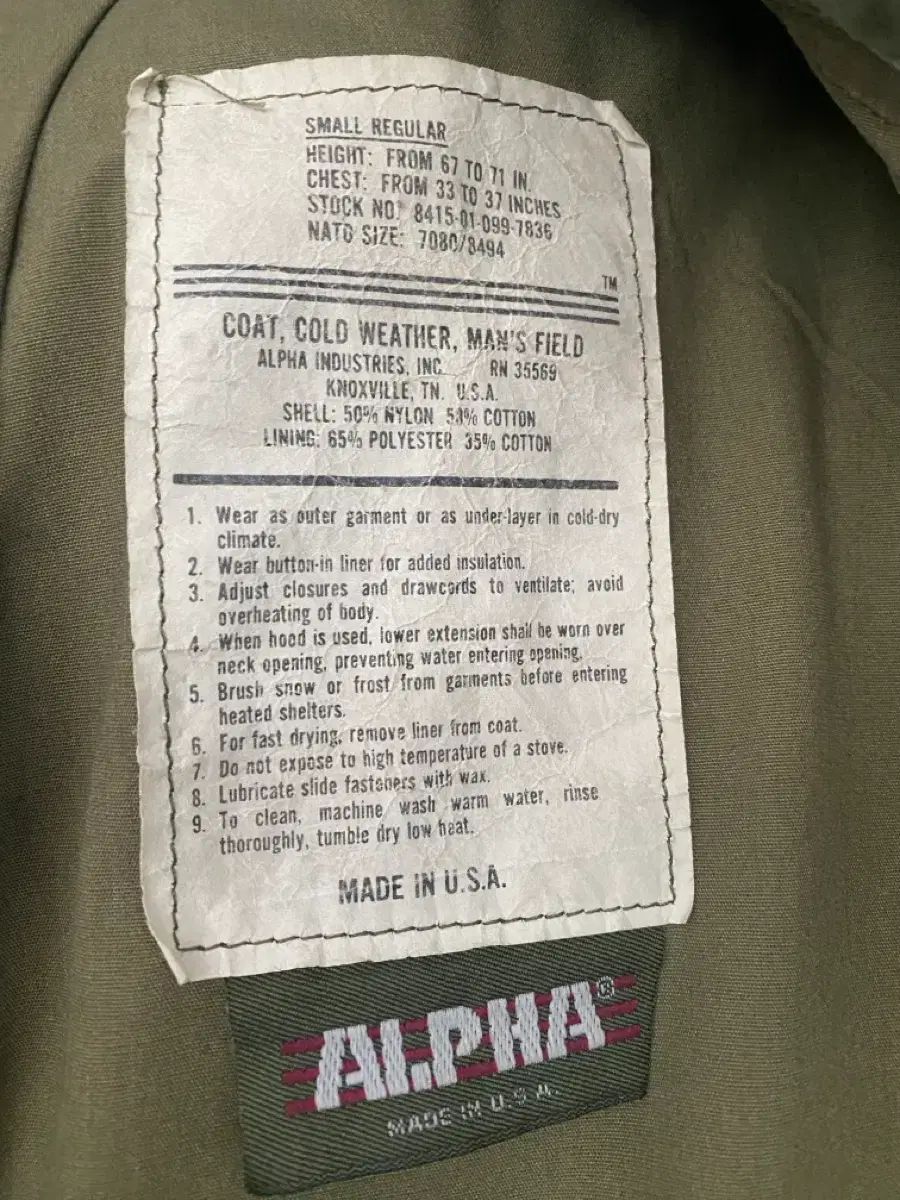 SMALL REGULAR
HEIGHT: FROM 67 TO 71 IN.
CHEST: FROM 33 TO 37 INCHES
STOCK NO: 8415-01-099-7836
NATO SIZE: 7080/8494
TM
COAT, COLD WEATHER, MAN'S FIELD
ALPHA INDUSTRIES, INC. RN 35569
KNOXVILLE, TN. U.S.A.
SHELL: 50% NYLON 50% COTTON
LINING: 65% POLYESTER 35% COTTON
1. Wear as outer garment or as under-layer in cold-dry
climate.
2. Wear button-in liner for added insulation.
3. Adjust closures and drawcords to ventilate; avoid
overheating of body.
4. When hood is used, lower extension shall be worn over
neck opening, preventing water entering opening.
5. Brush snow or frost from garments before entering
heated shelters.
6. For fast drying, remove liner from coat.
7. Do not expose to high temperature of a stove.
8. Lubricate slide fasteners with wax.
9. To clean, machine wash warm water, rinse
thoroughly, tumble dry low heat.
MADE IN U.S.A.
ALPHA®
MADE IN U.S.A.